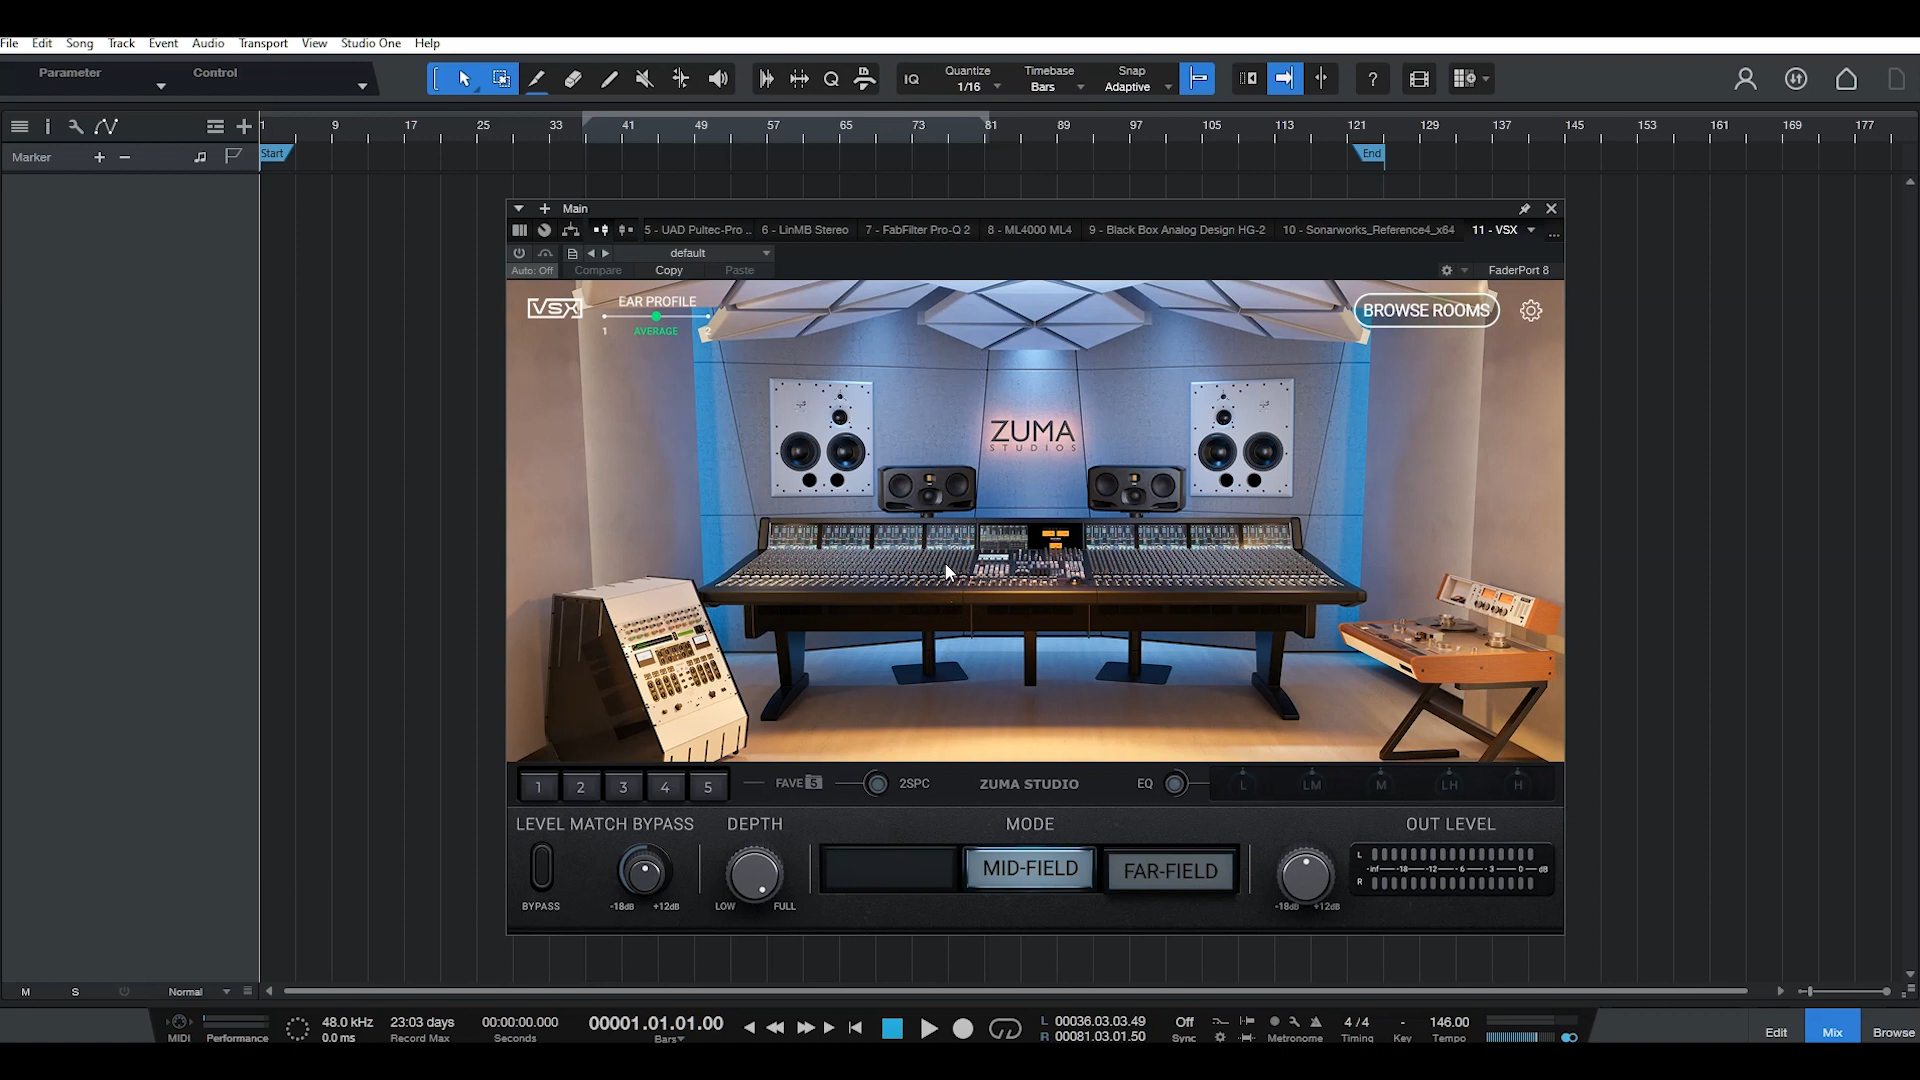 File Edit Song Track Event Audio Transport View Studio One Help
Parameter Control
IQ Quantize 1/16 Timebase Bars Snap Adaptive ?
1 9 17 25 33 41 49 57 65 73 81 89 97 105 113 121 129 137 145 153 161 169 177
Marker + − Start End
Main
5 - UAD Pultec-Pro .. 6 - LinMB Stereo 7 - FabFilter Pro-Q 2 8 - ML4000 ML4 9 - Black Box Analog Design HG-2 10 - Sonarworks_Reference4_x64 11 - VSX ...
default
Auto: Off Compare Copy Paste FaderPort 8
VSX EAR PROFILE BROWSE ROOMS
1 AVERAGE 2
ZUMA
STUDIOS
1 2 3 4 5 FAVE 5 2SPC ZUMA STUDIO EQ L LM M LH H
LEVEL MATCH BYPASS DEPTH MODE OUT LEVEL
MID-FIELD FAR-FIELD
L
-inf -18 -12 -6 -3 0 dB
R
BYPASS -18dB +12dB LOW FULL -18dB +12dB
M S Normal
MIDI Performance
48.0 kHz
0.0 ms
23:03 days
Record Max
00:00:00.000
Seconds
00001.01.01.00
Bars
L 00036.03.03.49
R 00081.03.01.50
Off
Sync
Metronome
4 / 4
Timing
-
Key
146.00
Tempo
Edit Mix Browse